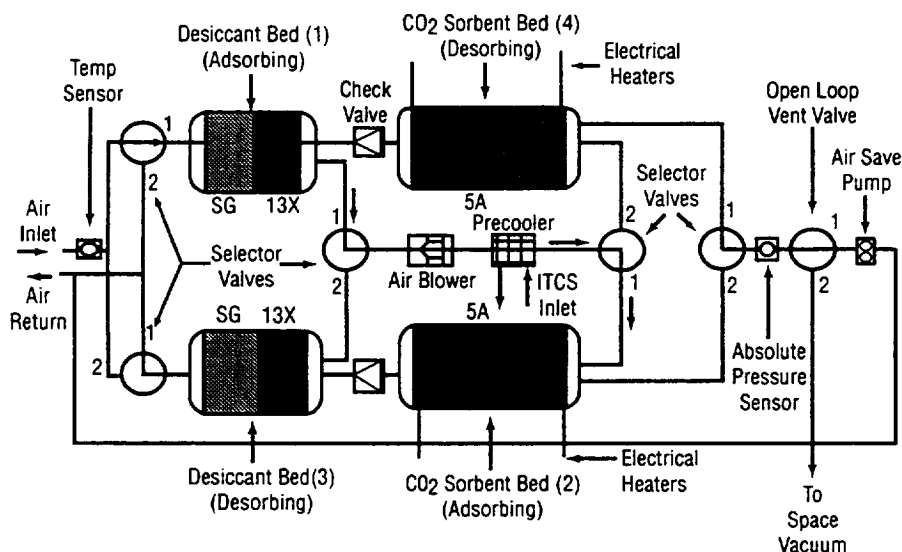 Desiccant Bed (1)
(Adsorbing)
CO2 Sorbent Bed (4)
(Desorbing)
Electrical
Heaters
Temp
Sensor
Check
Valve
Open Loop
Vent Valve
Air Save
Pump
1
2
SG 13X
5A
Precooler
Selector
Valves
Air
Inlet
Air
Return
Selector
Valves
1
2
Air Blower
ITCS
Inlet
2
1
1
2
1
2
1
2
SG 13X
5A
Absolute
Pressure
Sensor
Desiccant Bed(3)
(Desorbing)
CO2 Sorbent Bed (2)
(Adsorbing)
Electrical
Heaters
To
Space
Vacuum